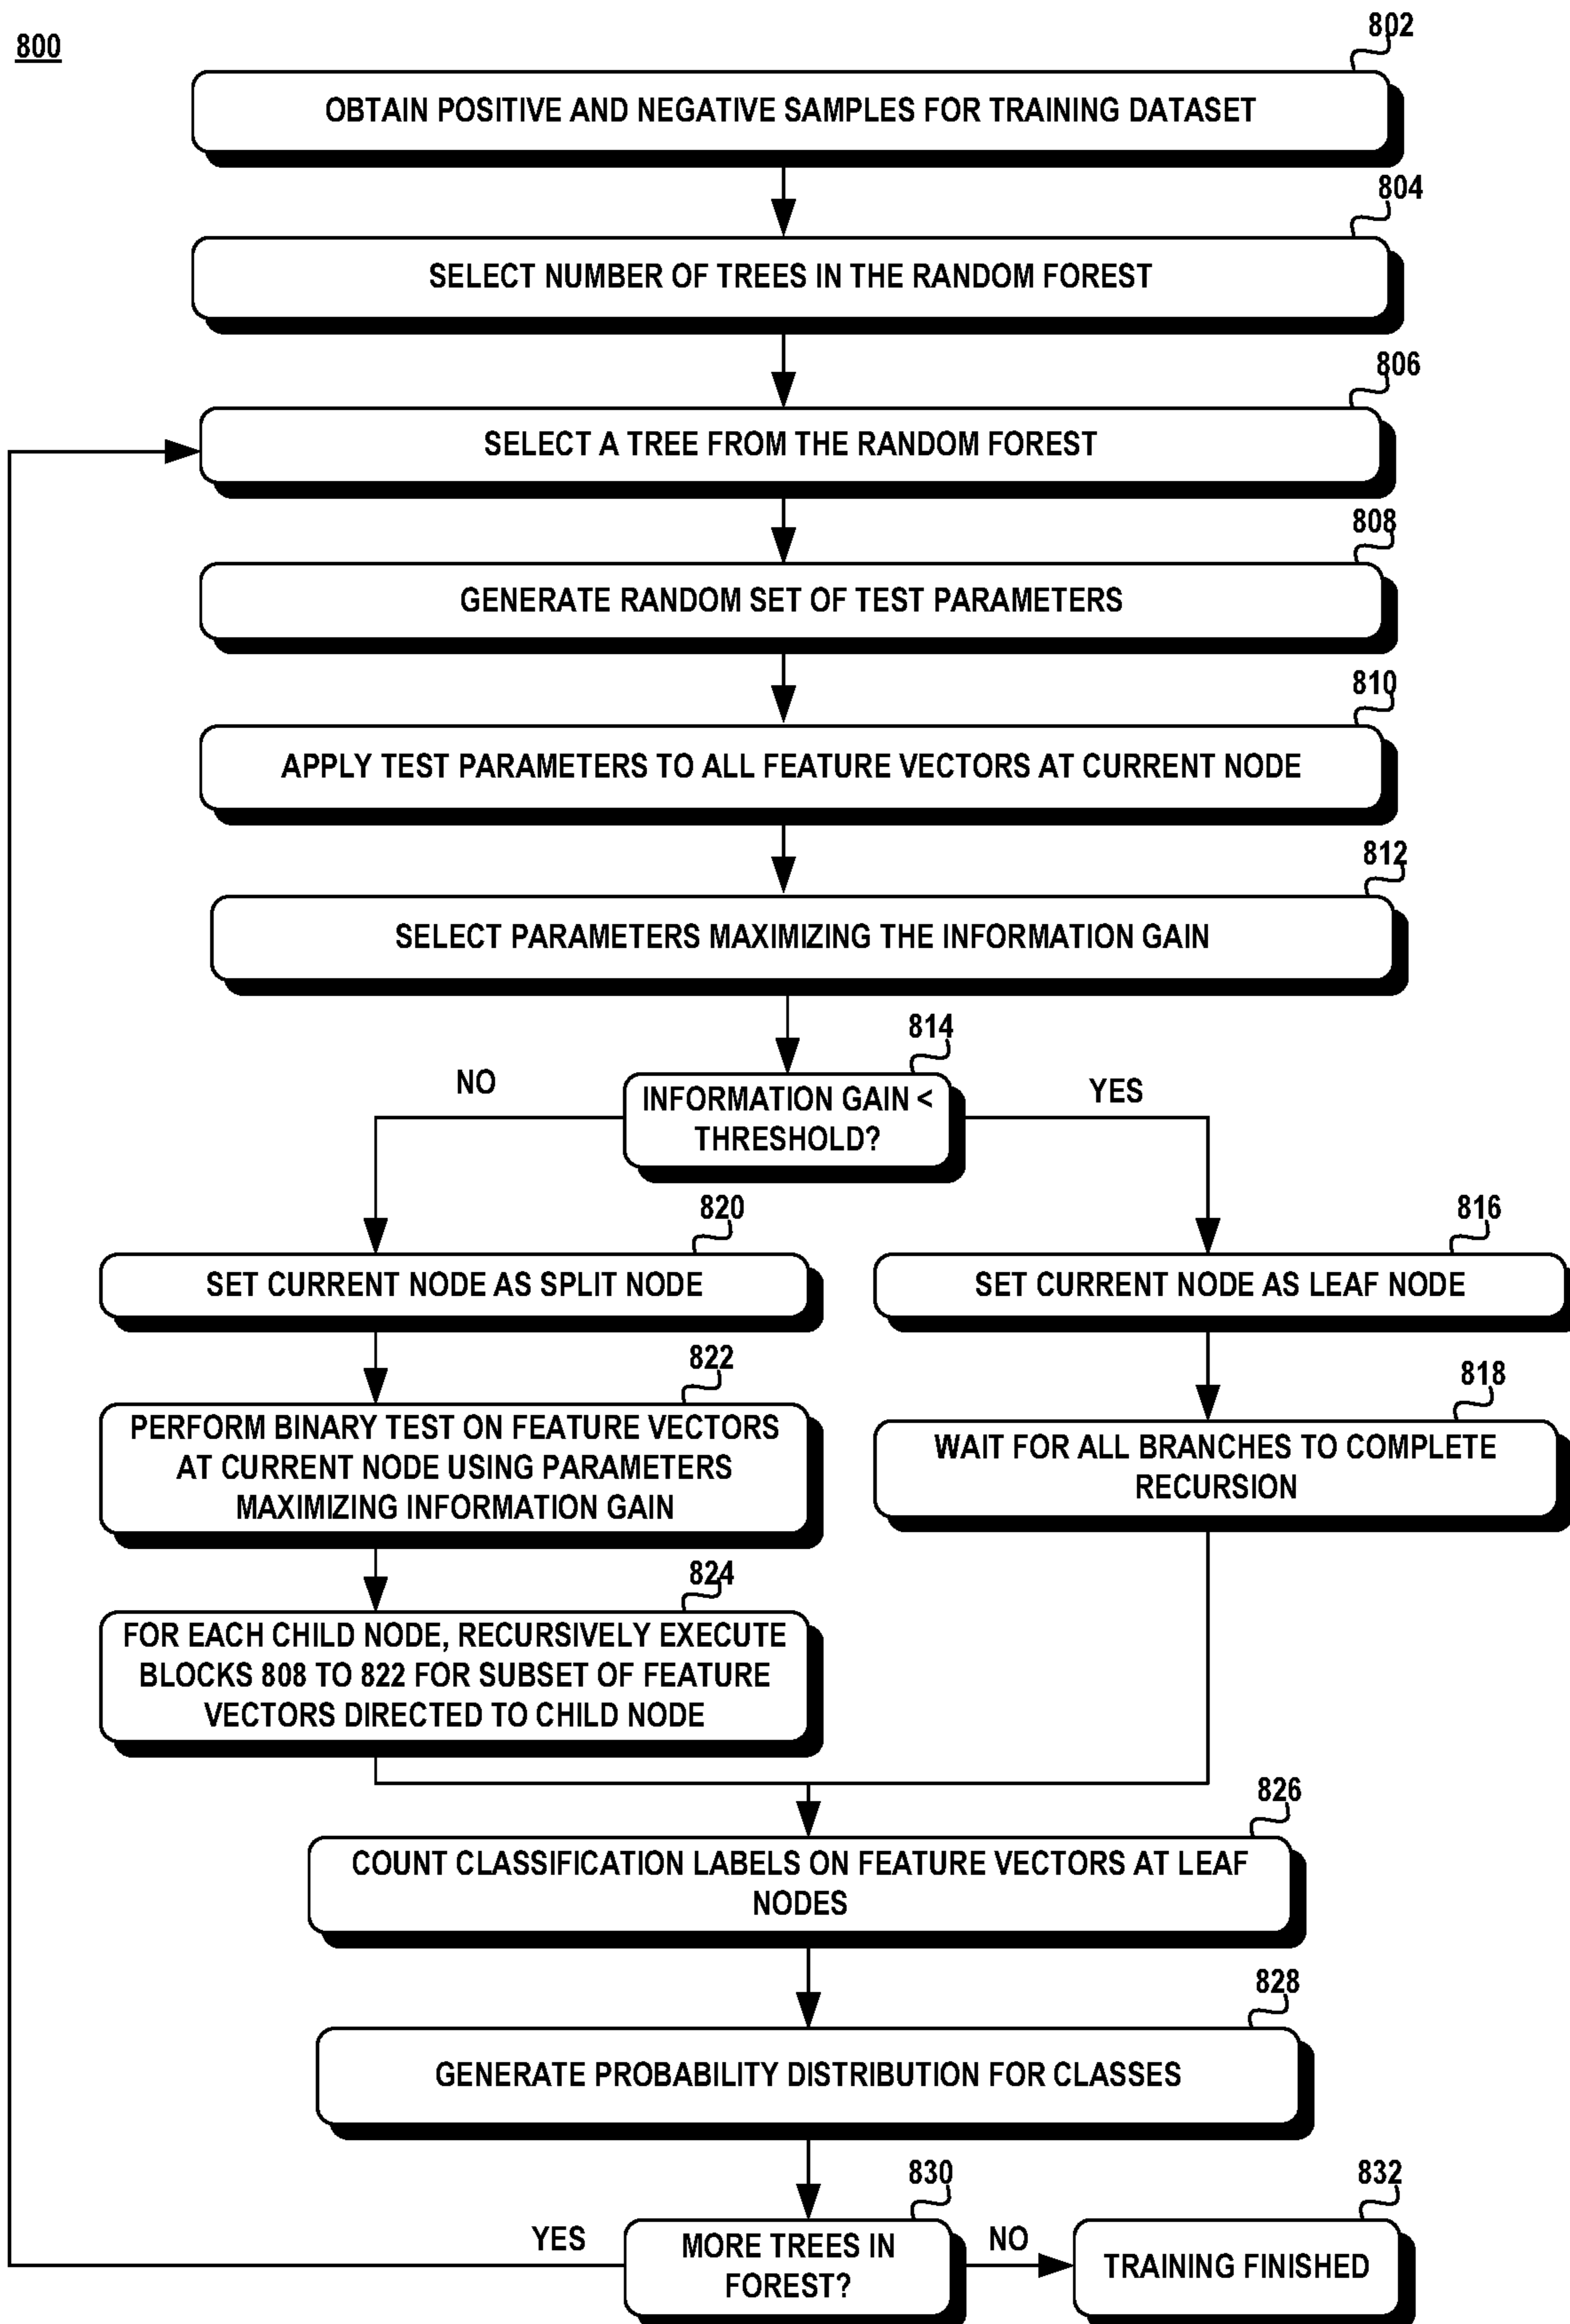 800
802
OBTAIN POSITIVE AND NEGATIVE SAMPLES FOR TRAINING DATASET
804
SELECT NUMBER OF TREES IN THE RANDOM FOREST
806
SELECT A TREE FROM THE RANDOM FOREST
808
GENERATE RANDOM SET OF TEST PARAMETERS
810
APPLY TEST PARAMETERS TO ALL FEATURE VECTORS AT CURRENT NODE
812
SELECT PARAMETERS MAXIMIZING THE INFORMATION GAIN
814
INFORMATION GAIN <
THRESHOLD?
NO
YES
820
SET CURRENT NODE AS SPLIT NODE
822
PERFORM BINARY TEST ON FEATURE VECTORS
AT CURRENT NODE USING PARAMETERS
MAXIMIZING INFORMATION GAIN
824
FOR EACH CHILD NODE, RECURSIVELY EXECUTE
BLOCKS 808 TO 822 FOR SUBSET OF FEATURE
VECTORS DIRECTED TO CHILD NODE
816
SET CURRENT NODE AS LEAF NODE
818
WAIT FOR ALL BRANCHES TO COMPLETE
RECURSION
826
COUNT CLASSIFICATION LABELS ON FEATURE VECTORS AT LEAF
NODES
828
GENERATE PROBABILITY DISTRIBUTION FOR CLASSES
830
YES
MORE TREES IN
FOREST?
NO
832
TRAINING FINISHED